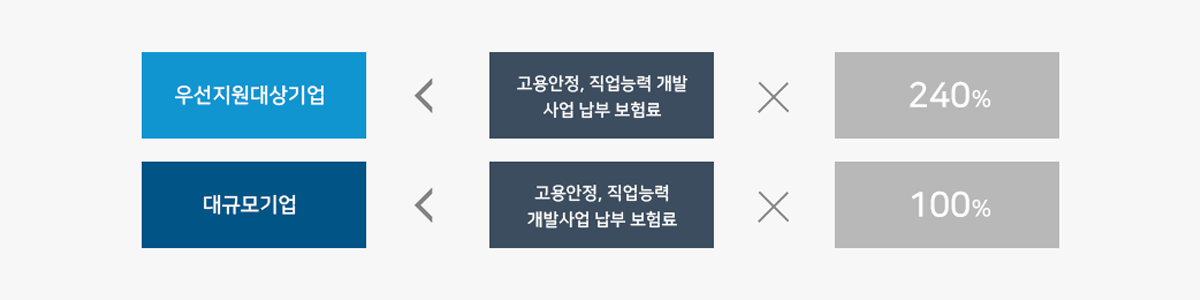 우선지원대상기업 < 고용안정, 직업능력 개발 × 240%
사업 납부 보험료
대규모기업 < 고용안정, 직업능력 × 100%
개발사업 납부 보험료